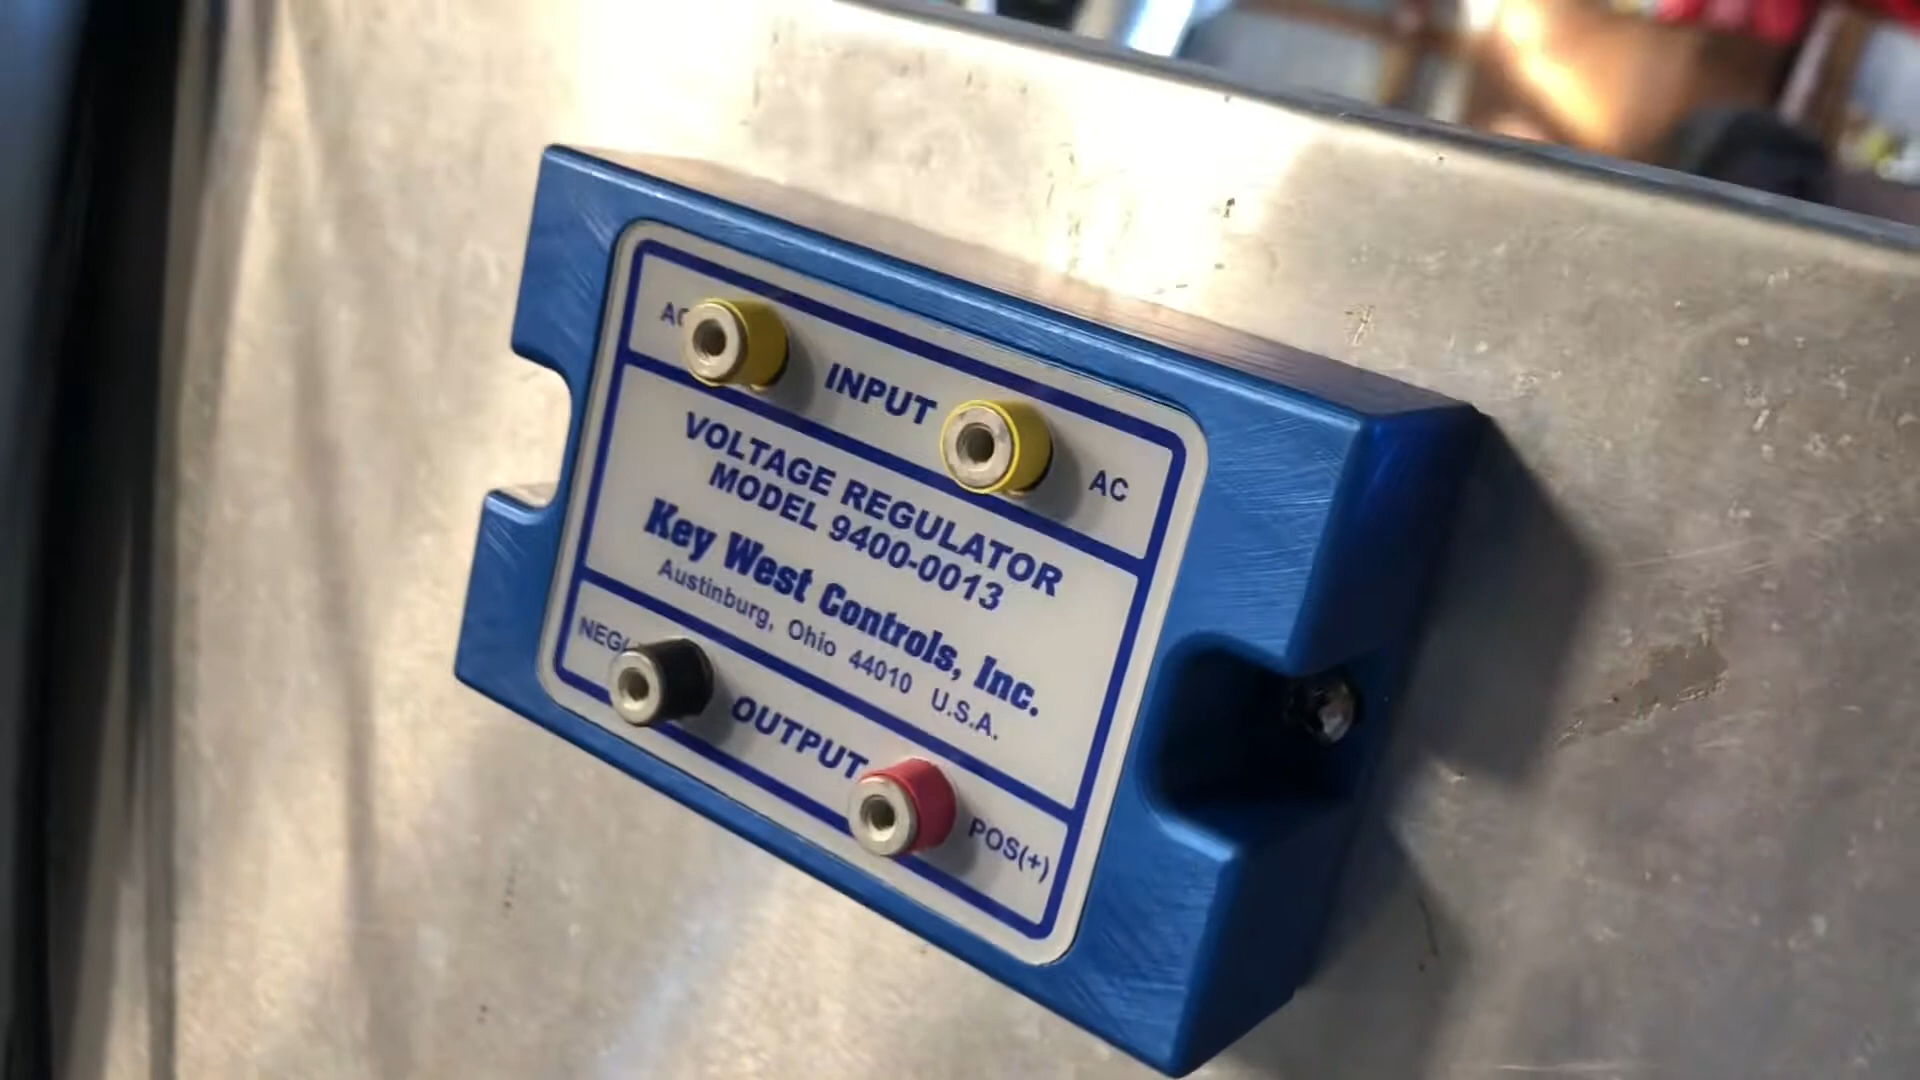 AC
INPUT
AC
VOLTAGE REGULATOR
MODEL 9400-0013
Key West Controls, Inc.
Austinburg, Ohio 44010 U.S.A.
OUTPUT
POS(+)